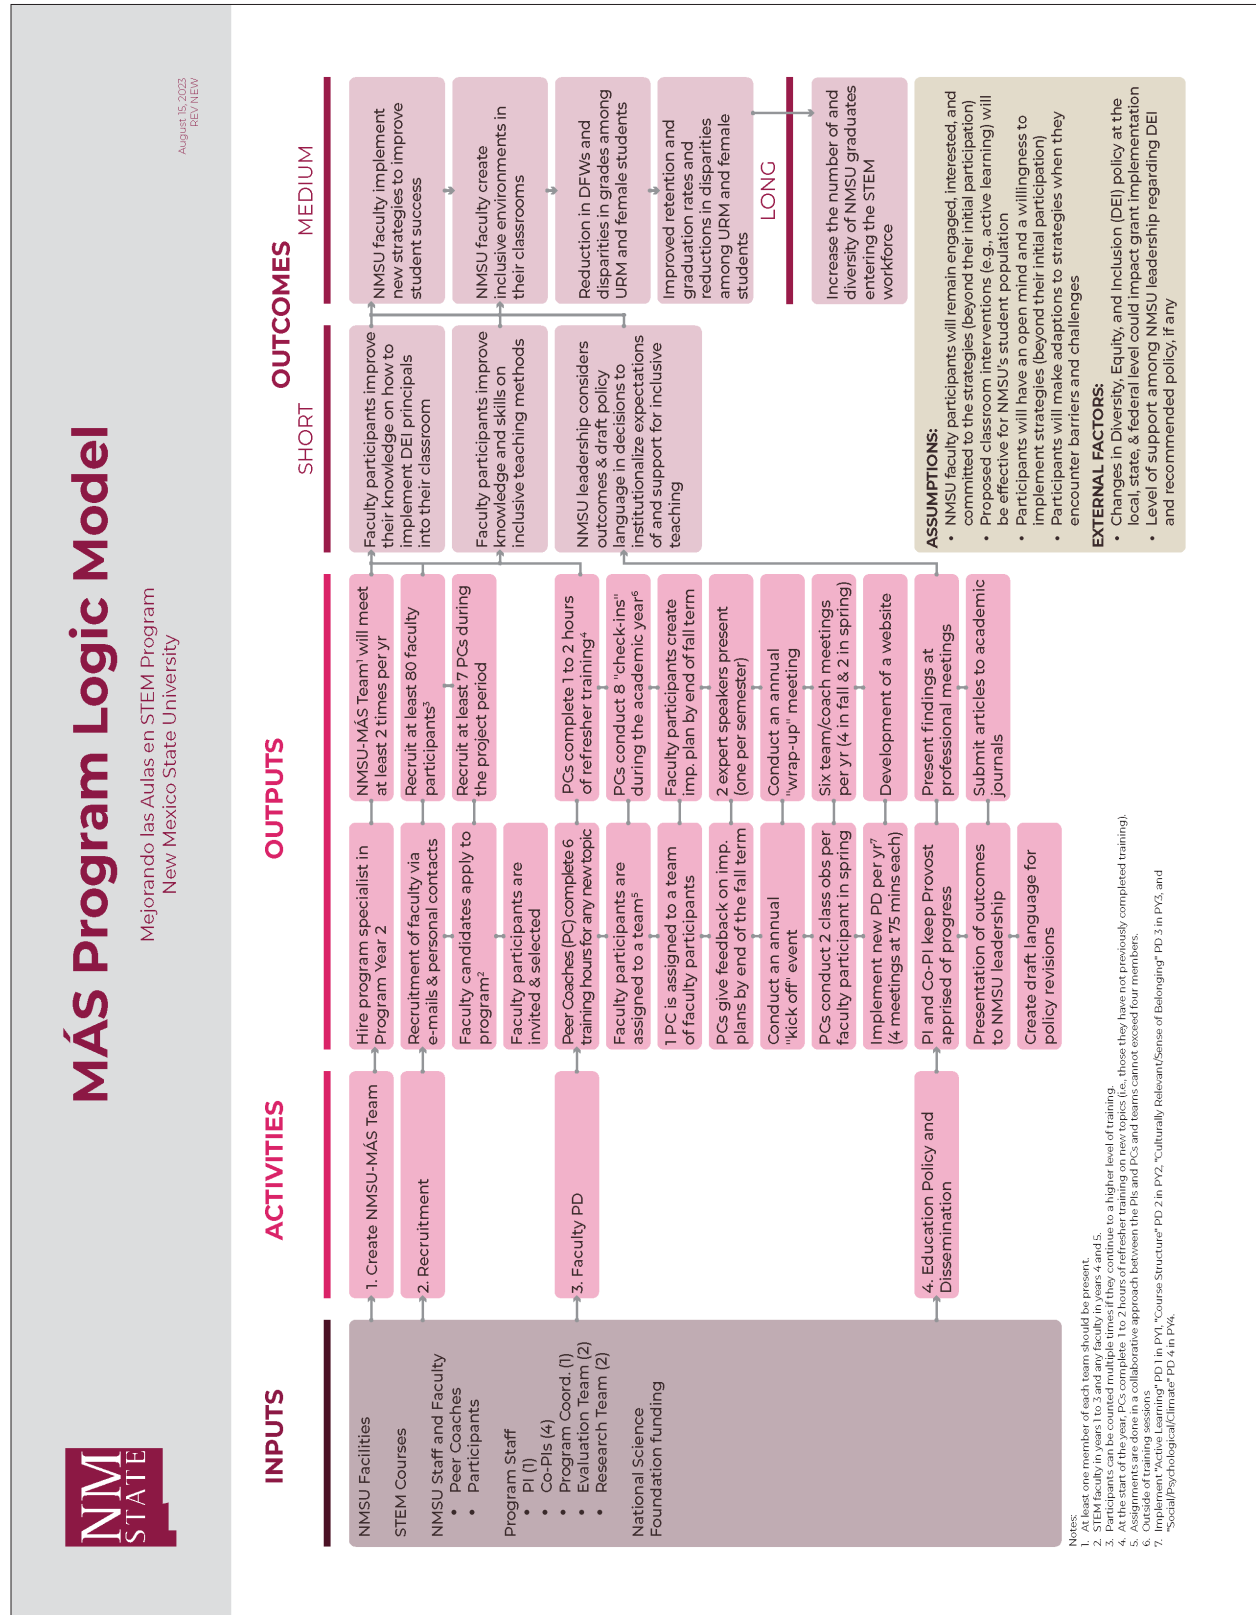 NM
STATE
MÁS Program Logic Model
Mejorando las Aulas en STEM Program
New Mexico State University
August 15, 2023
REV NEW
INPUTS
NMSU Facilities
STEM Courses
NMSU Staff and Faculty
• Peer Coaches
• Participants
Program Staff
• PI (1)
• Co-PIs (4)
• Program Coord. (1)
• Evaluation Team (2)
• Research Team (2)
National Science
Foundation funding
ACTIVITIES
1. Create NMSU-MÁS Team
2. Recruitment
3. Faculty PD
4. Education Policy and
Dissemination
OUTPUTS
Hire program specialist in
Program Year 2
Recruitment of faculty via
e-mails & personal contacts
Faculty candidates apply to
program²
Faculty participants are
invited & selected
Peer Coaches (PC) complete 6
training hours for any new topic
Faculty participants are
assigned to a team⁵
1 PC is assigned to a team
of faculty participants
PCs give feedback on imp.
plans by end of the fall term
Conduct an annual
"kick off" event
PCs conduct 2 class obs per
faculty participant in spring
Implement new PD per yr⁷
(4 meetings at 75 mins each)
PI and Co-PI keep Provost
apprised of progress
Presentation of outcomes
to NMSU leadership
Create draft language for
policy revisions
NMSU-MÁS Team¹ will meet
at least 2 times per yr
Recruit at least 80 faculty
participants³
Recruit at least 7 PCs during
the project period
PCs complete 1 to 2 hours
of refresher training⁴
PCs conduct 8 "check-ins"
during the academic year⁶
Faculty participants create
imp. plan by end of fall term
2 expert speakers present
(one per semester)
Conduct an annual
"wrap-up" meeting
Six team/coach meetings
per yr (4 in fall & 2 in spring)
Development of a website
Present findings at
professional meetings
Submit articles to academic
journals
OUTCOMES
SHORT
Faculty participants improve
their knowledge on how to
implement DEI principals
into their classroom
Faculty participants improve
knowledge and skills on
inclusive teaching methods
NMSU leadership considers
outcomes & draft policy
language in decisions to
institutionalize expectations
of and support for inclusive
teaching
MEDIUM
NMSU faculty implement
new strategies to improve
student success
NMSU faculty create
inclusive environments in
their classrooms
Reduction in DFWs and
disparities in grades among
URM and female students
Improved retention and
graduation rates and
reductions in disparities
among URM and female
students
LONG
Increase the number of and
diversity of NMSU graduates
entering the STEM
workforce
ASSUMPTIONS:
• NMSU faculty participants will remain engaged, interested, and
committed to the strategies (beyond their initial participation)
• Proposed classroom interventions (e.g., active learning) will
be effective for NMSU's student population
• Participants will have an open mind and a willingness to
implement strategies (beyond their initial participation)
• Participants will make adaptions to strategies when they
encounter barriers and challenges
EXTERNAL FACTORS:
• Changes in Diversity, Equity, and Inclusion (DEI) policy at the
local, state, & federal level could impact grant implementation
• Level of support among NMSU leadership regarding DEI
and recommended policy, if any
Notes:
1. At least one member of each team should be present.
2. STEM faculty in years 1 to 3 and any faculty in years 4 and 5.
3. Participants can be counted multiple times if they continue to a higher level of training.
4. At the start of the year, PCs complete 1 to 2 hours of refresher training on new topics (i.e., those they have not previously completed training).
5. Assignments are done in a collaborative approach between the PIs and PCs and teams cannot exceed four members.
6. Outside of training sessions
7. Implement "Active Learning" PD 1 in PY1, "Course Structure" PD 2 in PY2, "Culturally Relevant/Sense of Belonging" PD 3 in PY3, and
"Social/Psychological/Climate" PD 4 in PY4.